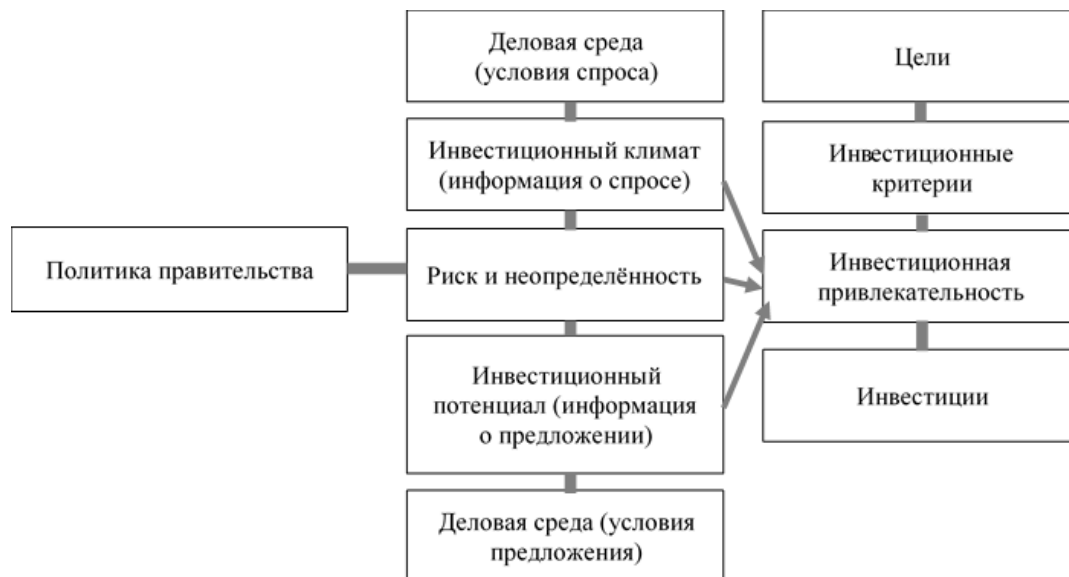 Деловая среда
(условия спроса)
Цели
Инвестиционный климат
(информация о спросе)
Инвестиционные
критерии
Политика правительства
Риск и неопределённость
Инвестиционная
привлекательность
Инвестиционный
потенциал (информация
о предложении)
Инвестиции
Деловая среда (условия
предложения)